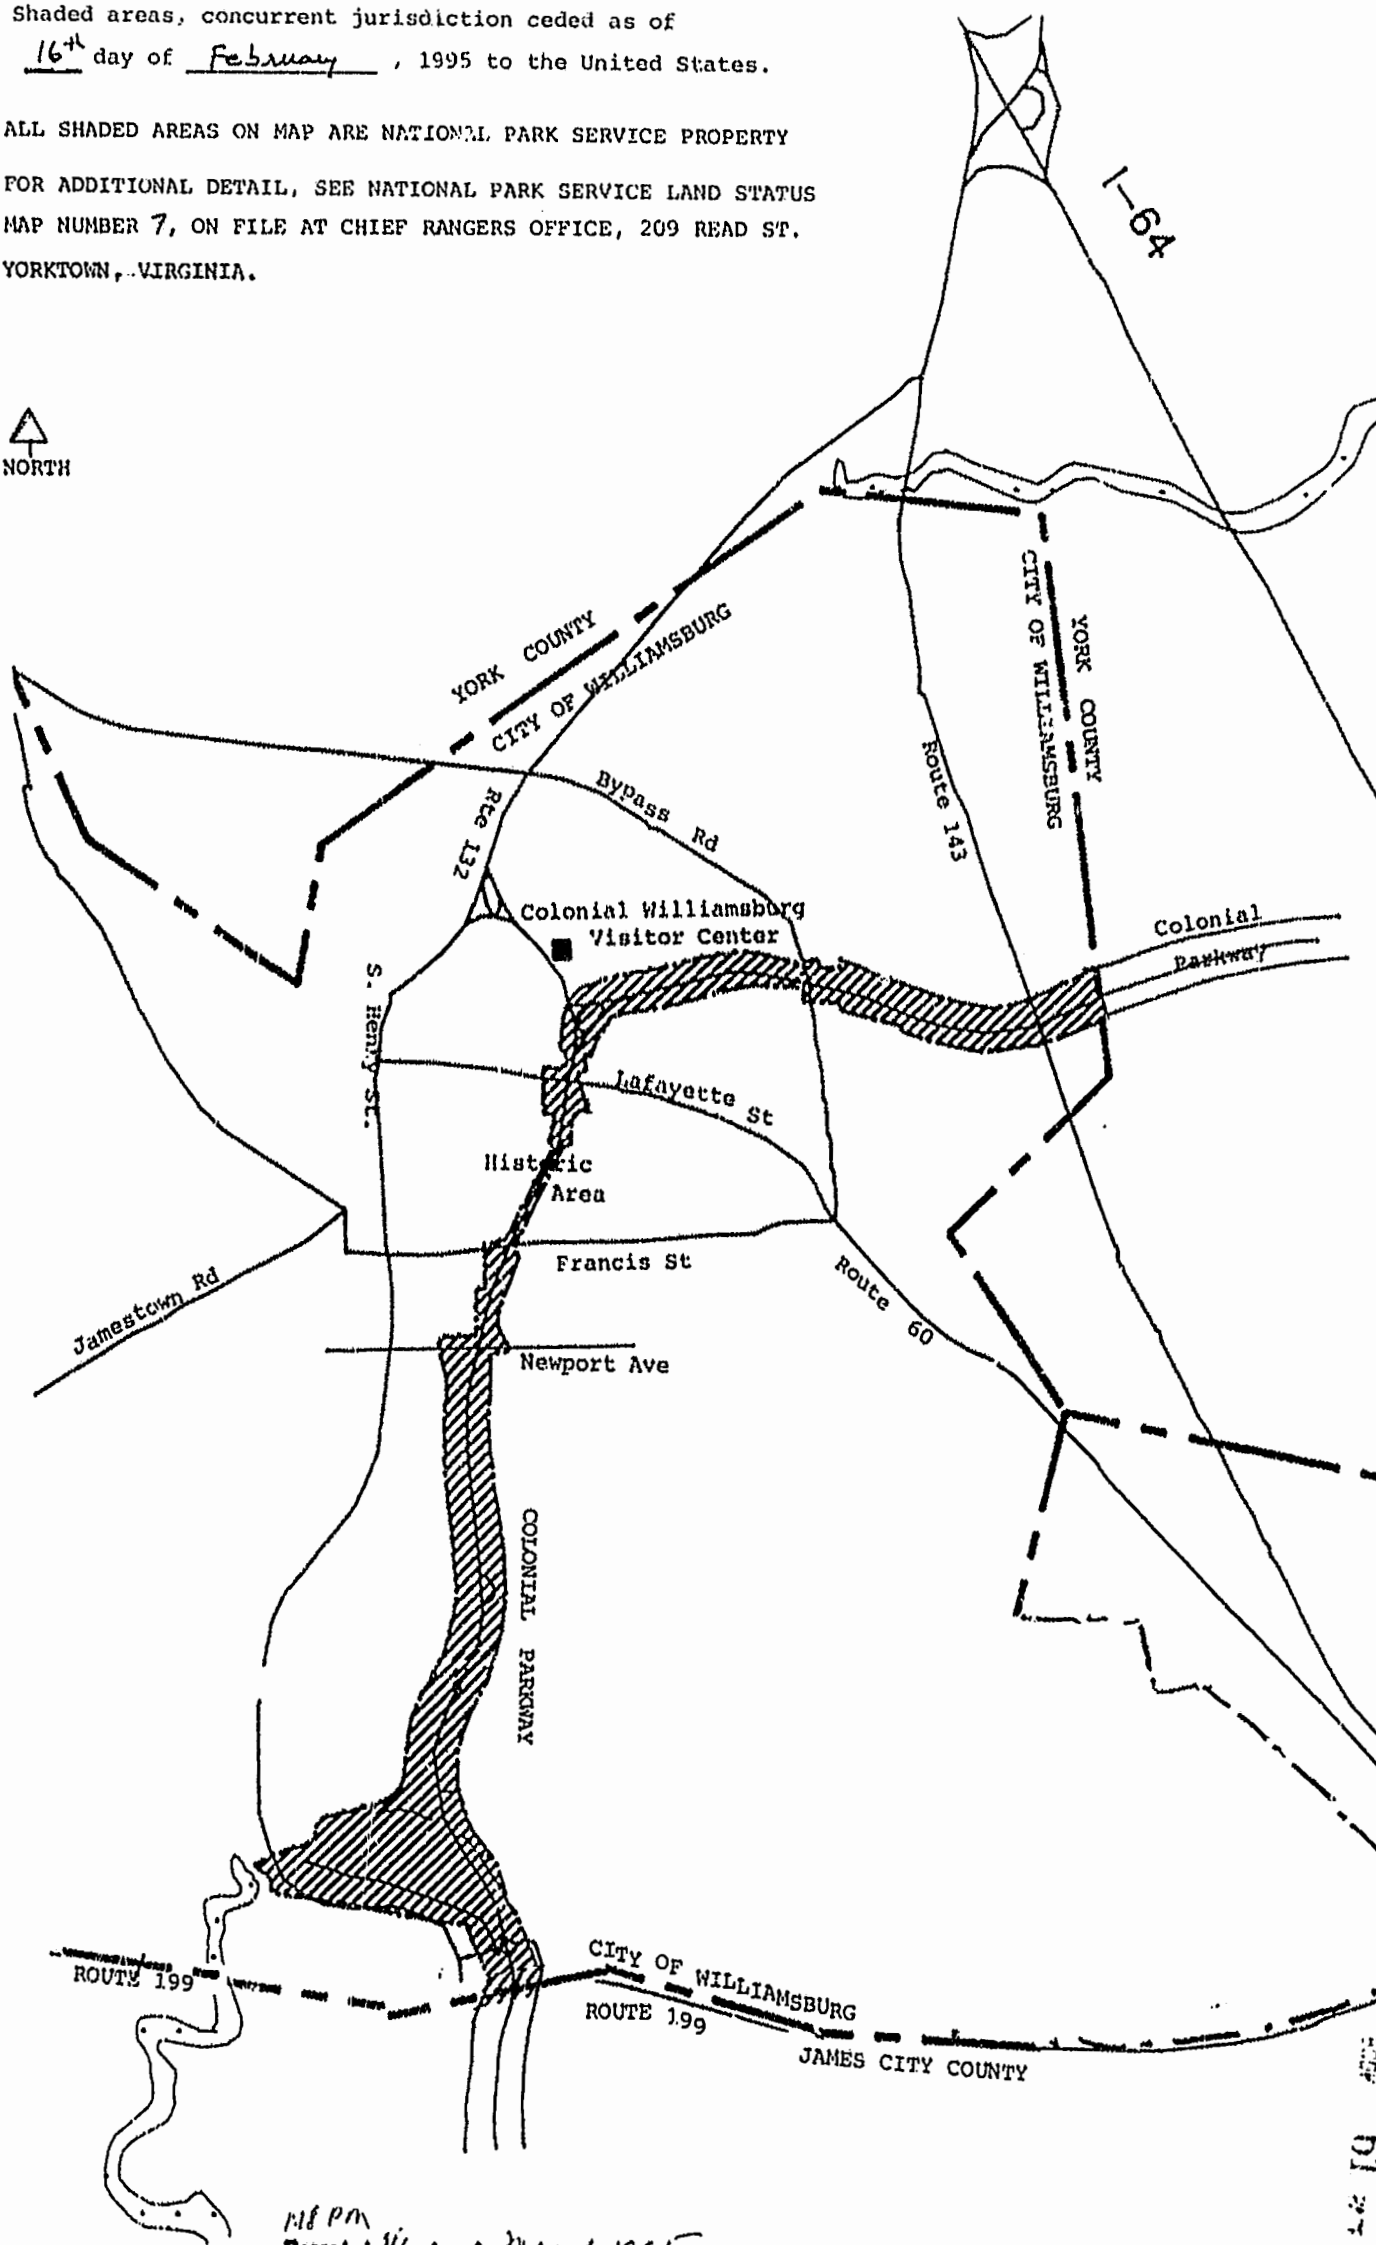 Shaded areas, concurrent jurisdiction ceded as of
16th day of February , 1995 to the United States.
ALL SHADED AREAS ON MAP ARE NATIONAL PARK SERVICE PROPERTY
FOR ADDITIONAL DETAIL, SEE NATIONAL PARK SERVICE LAND STATUS
MAP NUMBER 7, ON FILE AT CHIEF RANGERS OFFICE, 209 READ ST.
YORKTOWN, VIRGINIA.
I-64
NORTH
YORK COUNTY
CITY OF WILLIAMSBURG
YORK COUNTY
CITY OF WILLIAMSBURG
Route 143
Bypass Rd
Rte 132
Colonial Williamsburg
Visitor Center
Colonial
Parkway
S. Henry St.
Lafayette St
Historic
Area
Francis St
Jamestown Rd
Route 60
Newport Ave
COLONIAL PARKWAY
ROUTE 199
CITY OF WILLIAMSBURG
ROUTE 199
JAMES CITY COUNTY
PM